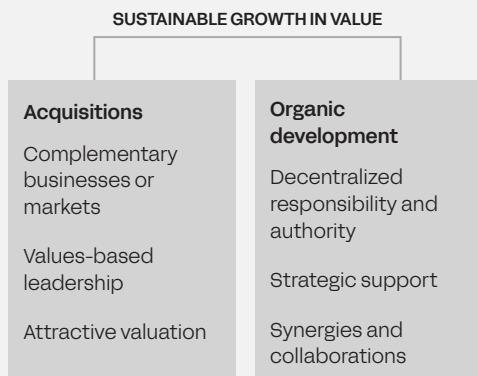 SUSTAINABLE GROWTH IN VALUE
Acquisitions
Complementary
businesses or
markets
Values-based
leadership
Attractive valuation
Organic
development
Decentralized
responsibility and
authority
Strategic support
Synergies and
collaborations